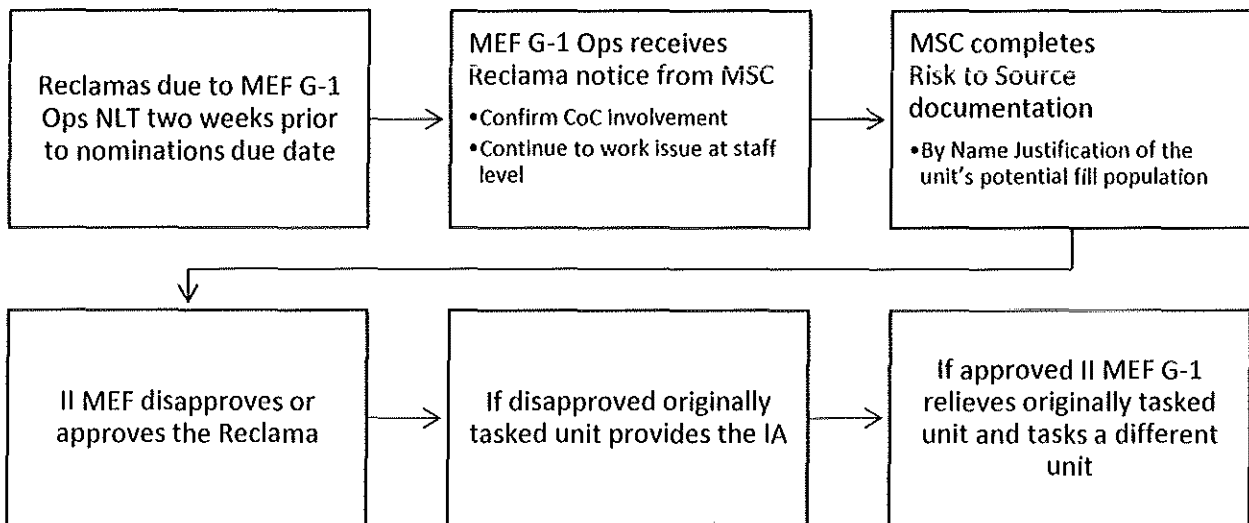 Reclamas due to MEF G-1
Ops NLT two weeks prior
to nominations due date
MEF G-1 Ops receives
Reclama notice from MSC
•Confirm CoC Involvement
•Continue to work issue at staff
level
MSC completes
Risk to Source
documentation
•By Name Justification of the
unit's potential fill population
II MEF disapproves or
approves the Reclama
If disapproved originally
tasked unit provides the IA
If approved II MEF G-1
relieves originally tasked
unit and tasks a different
unit